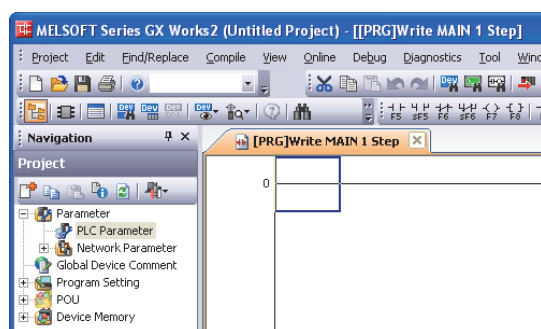 MELSOFT Series GX Works2 (Untitled Project) - [[PRG]Write MAIN 1 Step]
Project Edit Find/Replace Compile View Online Debug Diagnostics Tool Wind
F5 sF5 F6 sF6 F7 F8
Navigation
[PRG]Write MAIN 1 Step
Project
0
Parameter
PLC Parameter
Network Parameter
Global Device Comment
Program Setting
POU
Device Memory